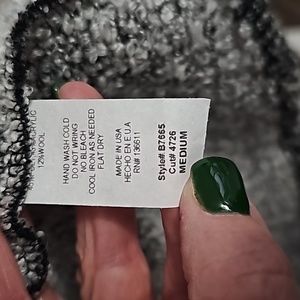 12%WOOL
HAND WASH COLD
DO NOT WRING
NO BLEACH
COOL IRON AS NEEDED
FLAT DRY
MADE IN USA
HECHO EN E.U.A
RN# 136611
Style# B7665
Cut# 4726
MEDIUM